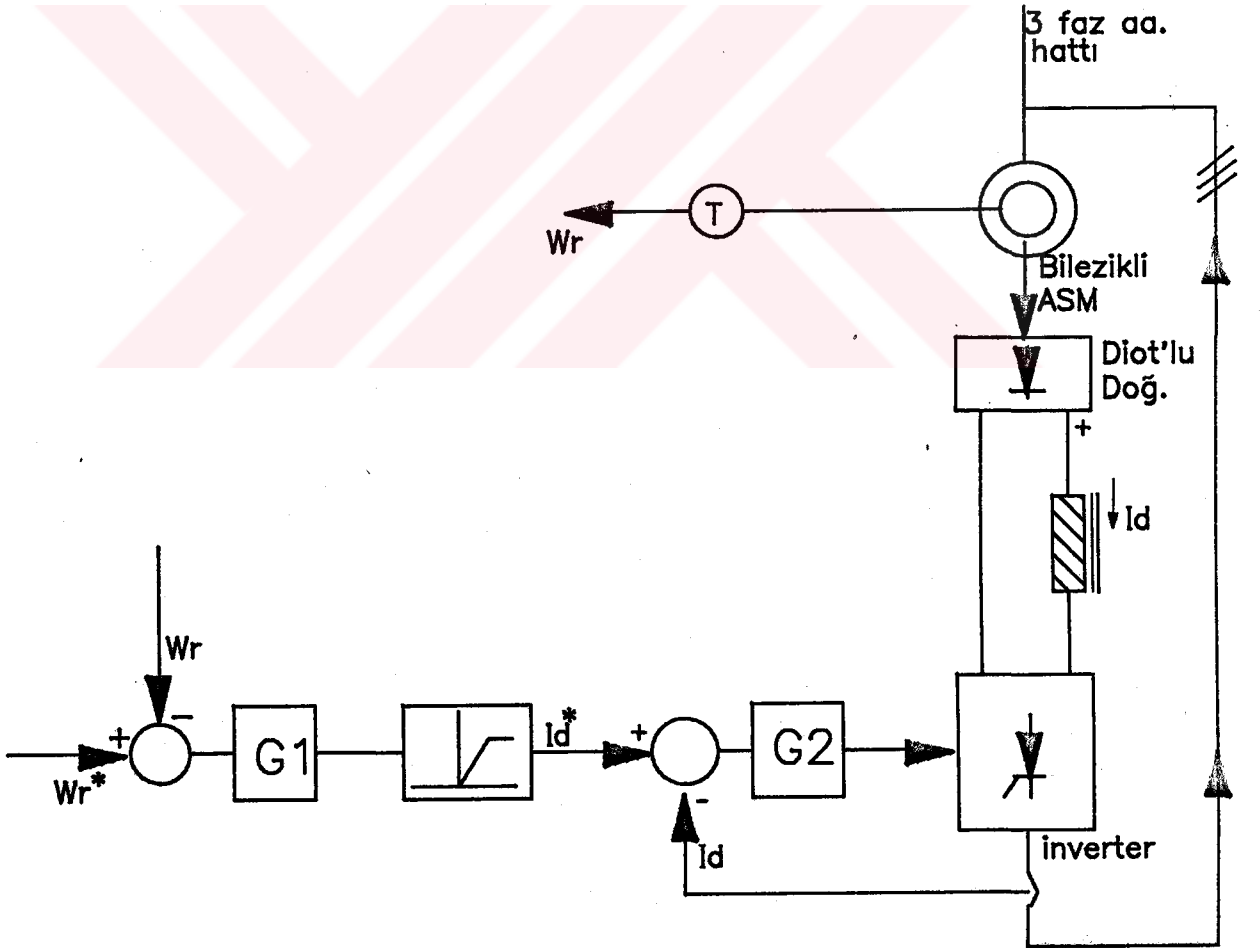 3 faz aa.
hattı
T
Wr
Bilezikli
ASM
Diot'lu
Doğ.
+
Id
Wr
+
-
Wr*
G1
Id*
+
-
Id
G2
inverter